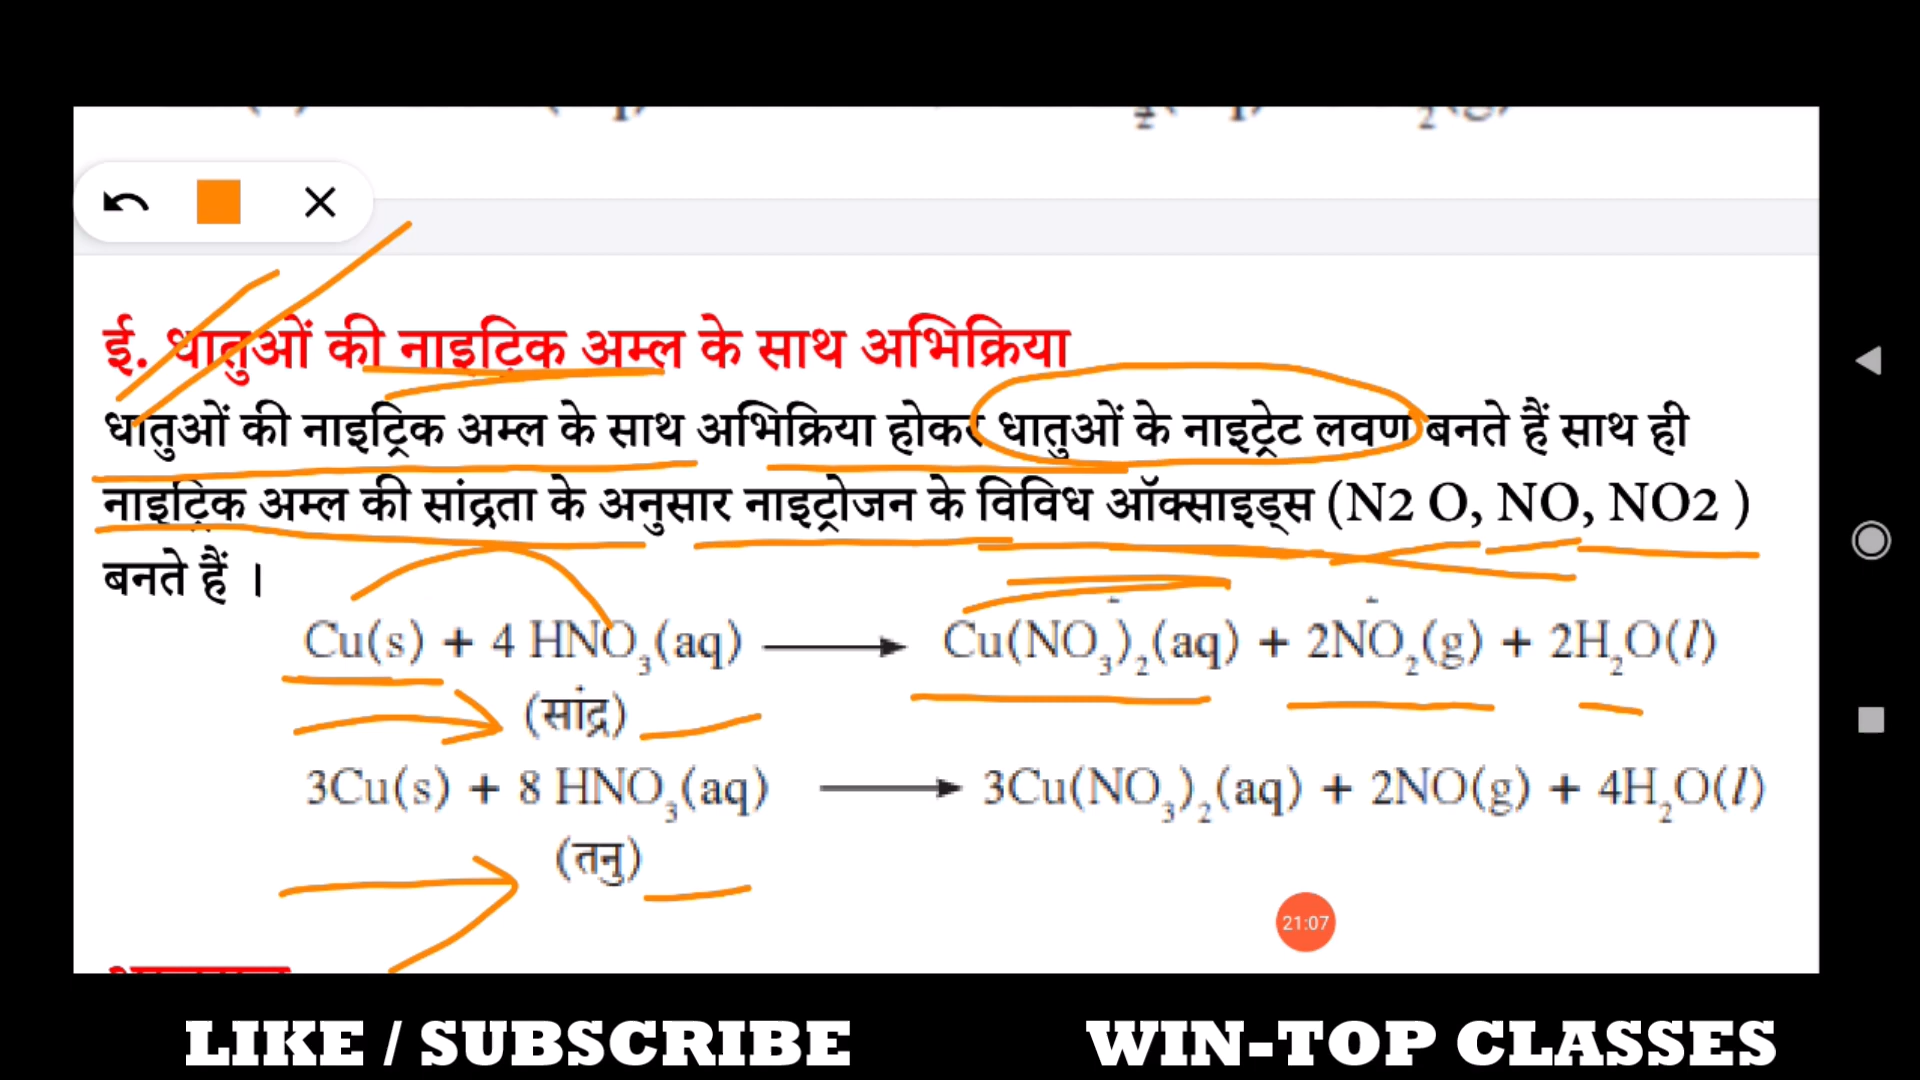 ई. धातुओं की नाइट्रिक अम्ल के साथ अभिक्रिया
धातुओं की नाइट्रिक अम्ल के साथ अभिक्रिया होकर धातुओं के नाइट्रेट लवण बनते हैं साथ ही
नाइट्रिक अम्ल की सांद्रता के अनुसार नाइट्रोजन के विविध ऑक्साइड्स (N2 O, NO, NO2 )
बनते हैं ।
Cu(s) + 4 HNO₃(aq) ⟶ Cu(NO₃)₂(aq) + 2NO₂(g) + 2H₂O(l)
(सांद्र)
3Cu(s) + 8 HNO₃(aq) ⟶ 3Cu(NO₃)₂(aq) + 2NO(g) + 4H₂O(l)
(तनु)
21:07
LIKE / SUBSCRIBE WIN-TOP CLASSES